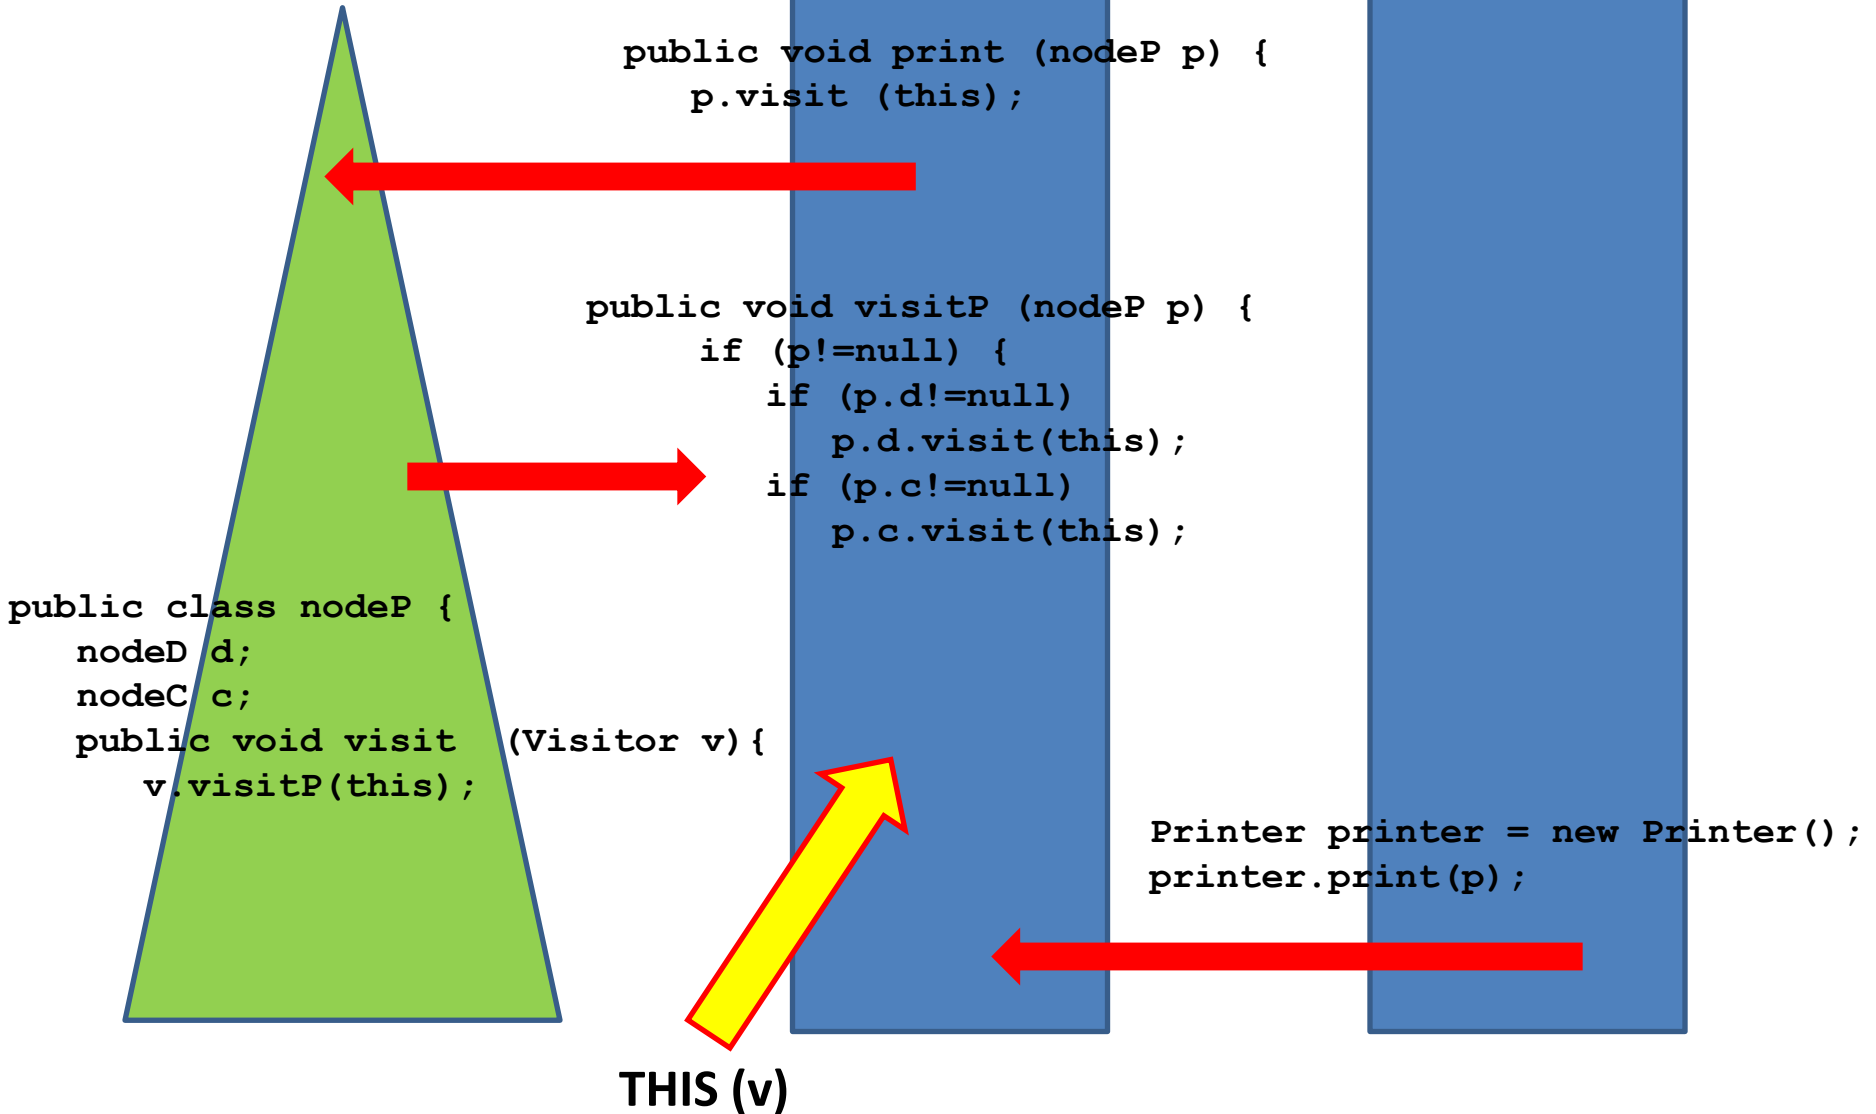 public void print (nodeP p) {
p.visit (this);
public void visitP (nodeP p) {
if (p!=null) {
if (p.d!=null)
p.d.visit(this);
if (p.c!=null)
p.c.visit(this);
public class nodeP {
nodeD d;
nodeC c;
public void visit (Visitor v){
v.visitP(this);
Printer printer = new Printer();
printer.print(p);
THIS (v)